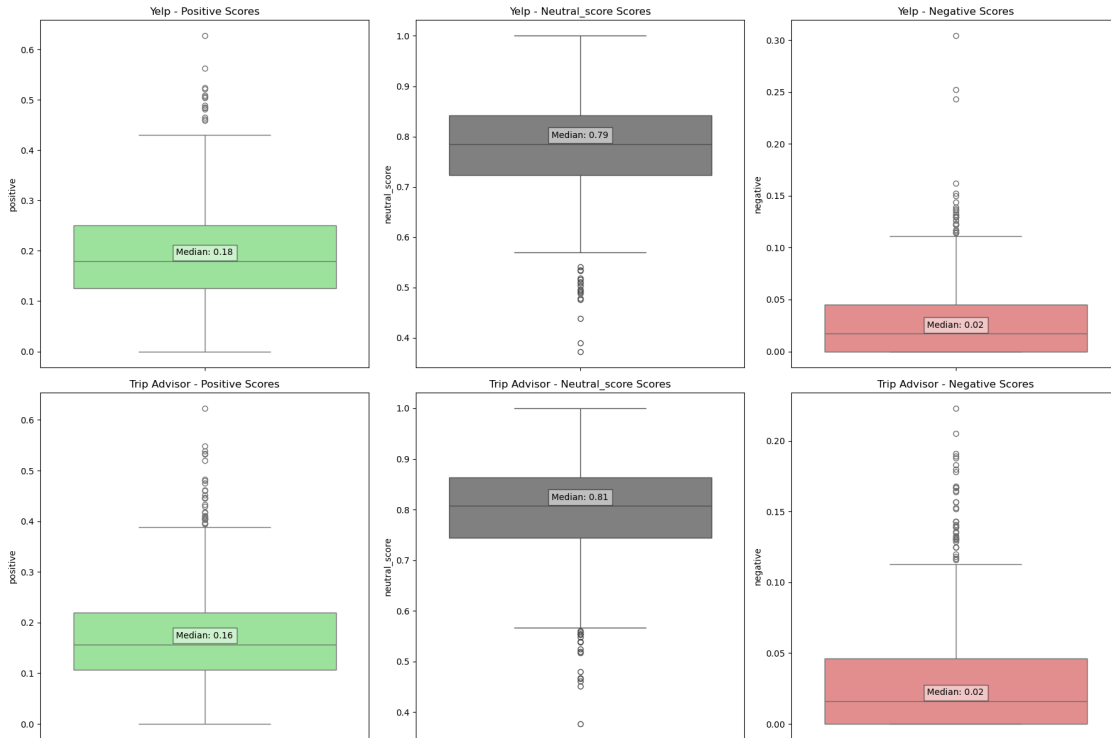 Yelp - Positive Scores
positive
0.6
0.5
0.4
0.3
0.2
0.1
0.0
Median: 0.18
Yelp - Neutral_score Scores
neutral_score
1.0
0.9
0.8
0.7
0.6
0.5
0.4
Median: 0.79
Yelp - Negative Scores
negative
0.30
0.25
0.20
0.15
0.10
0.05
0.00
Median: 0.02
Trip Advisor - Positive Scores
positive
0.6
0.5
0.4
0.3
0.2
0.1
0.0
Median: 0.16
Trip Advisor - Neutral_score Scores
neutral_score
1.0
0.9
0.8
0.7
0.6
0.5
0.4
Median: 0.81
Trip Advisor - Negative Scores
negative
0.20
0.15
0.10
0.05
0.00
Median: 0.02